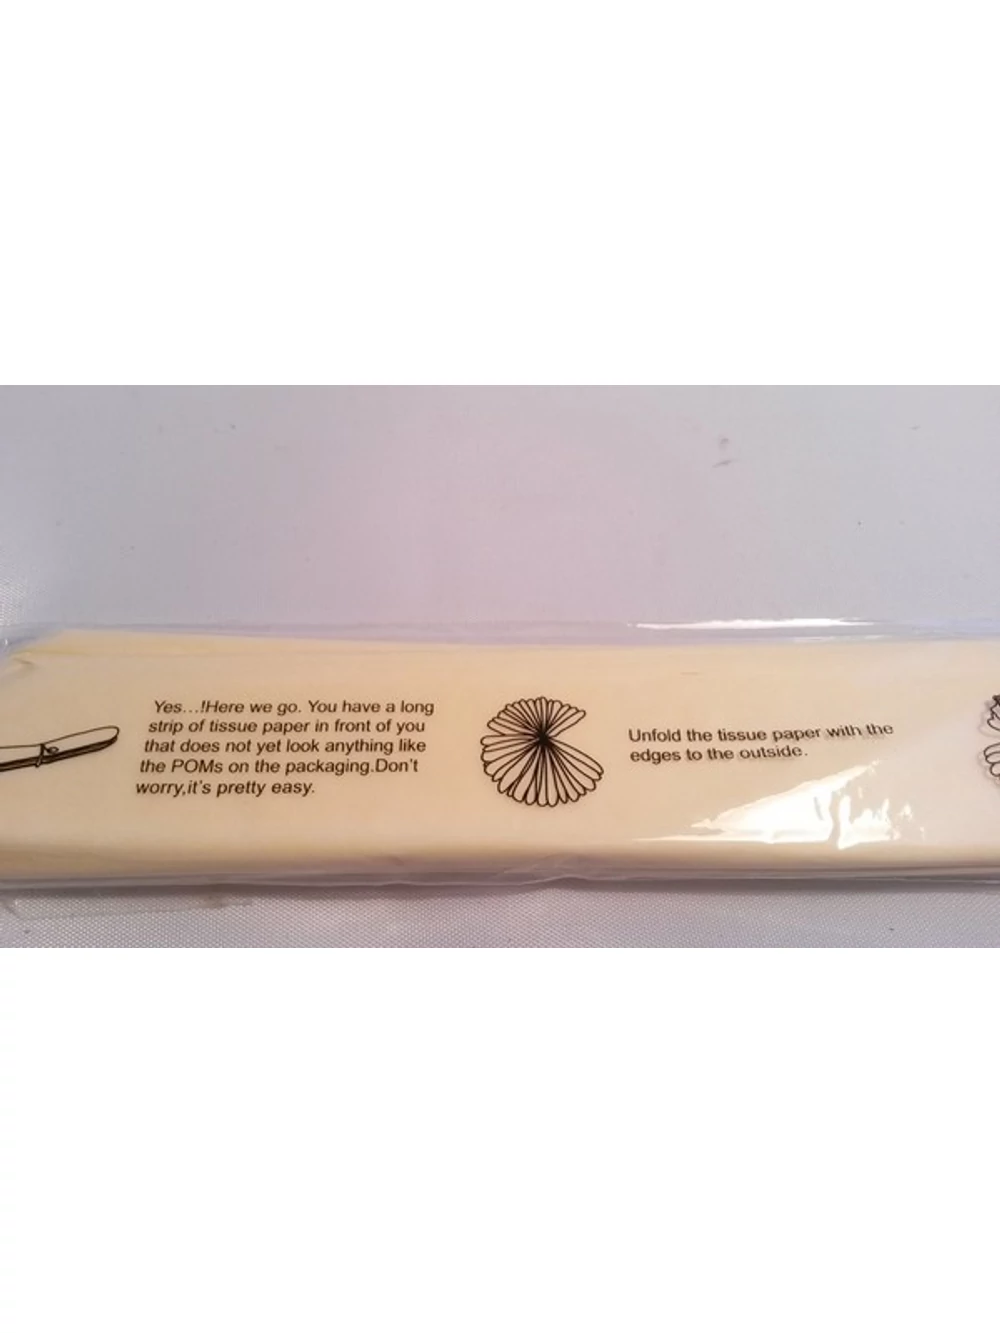 Yes...!Here we go. You have a long
strip of tissue paper in front of you
that does not yet look anything like
the POMs on the packaging.Don't
worry,it's pretty easy.
Unfold the tissue paper with the
edges to the outside.